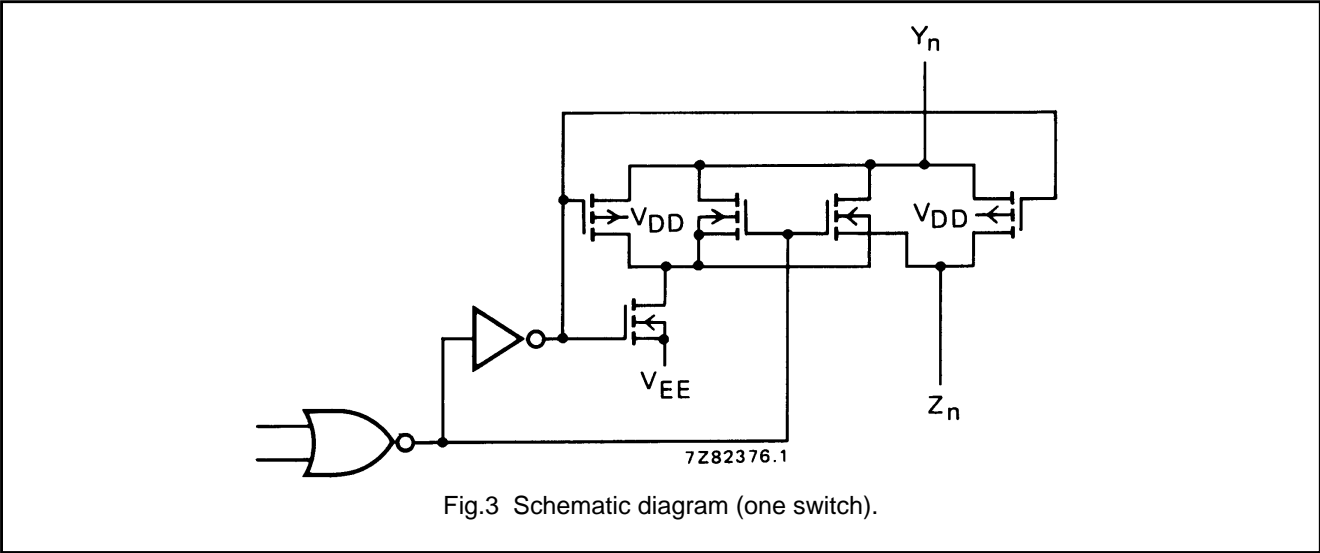 Yn
VDD
VDD
VEE
Zn
7Z82376.1
Fig.3 Schematic diagram (one switch).